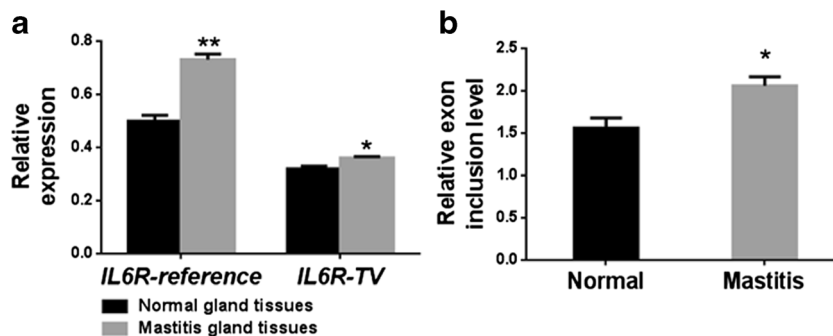 a
Relative
expression
0.8
0.6
0.4
0.2
0.0
**
*
IL6R-reference IL6R-TV
Normal gland tissues
Mastitis gland tissues
b
Relative exon
inclusion level
2.5
2.0
1.5
1.0
0.5
0.0
*
Normal Mastitis